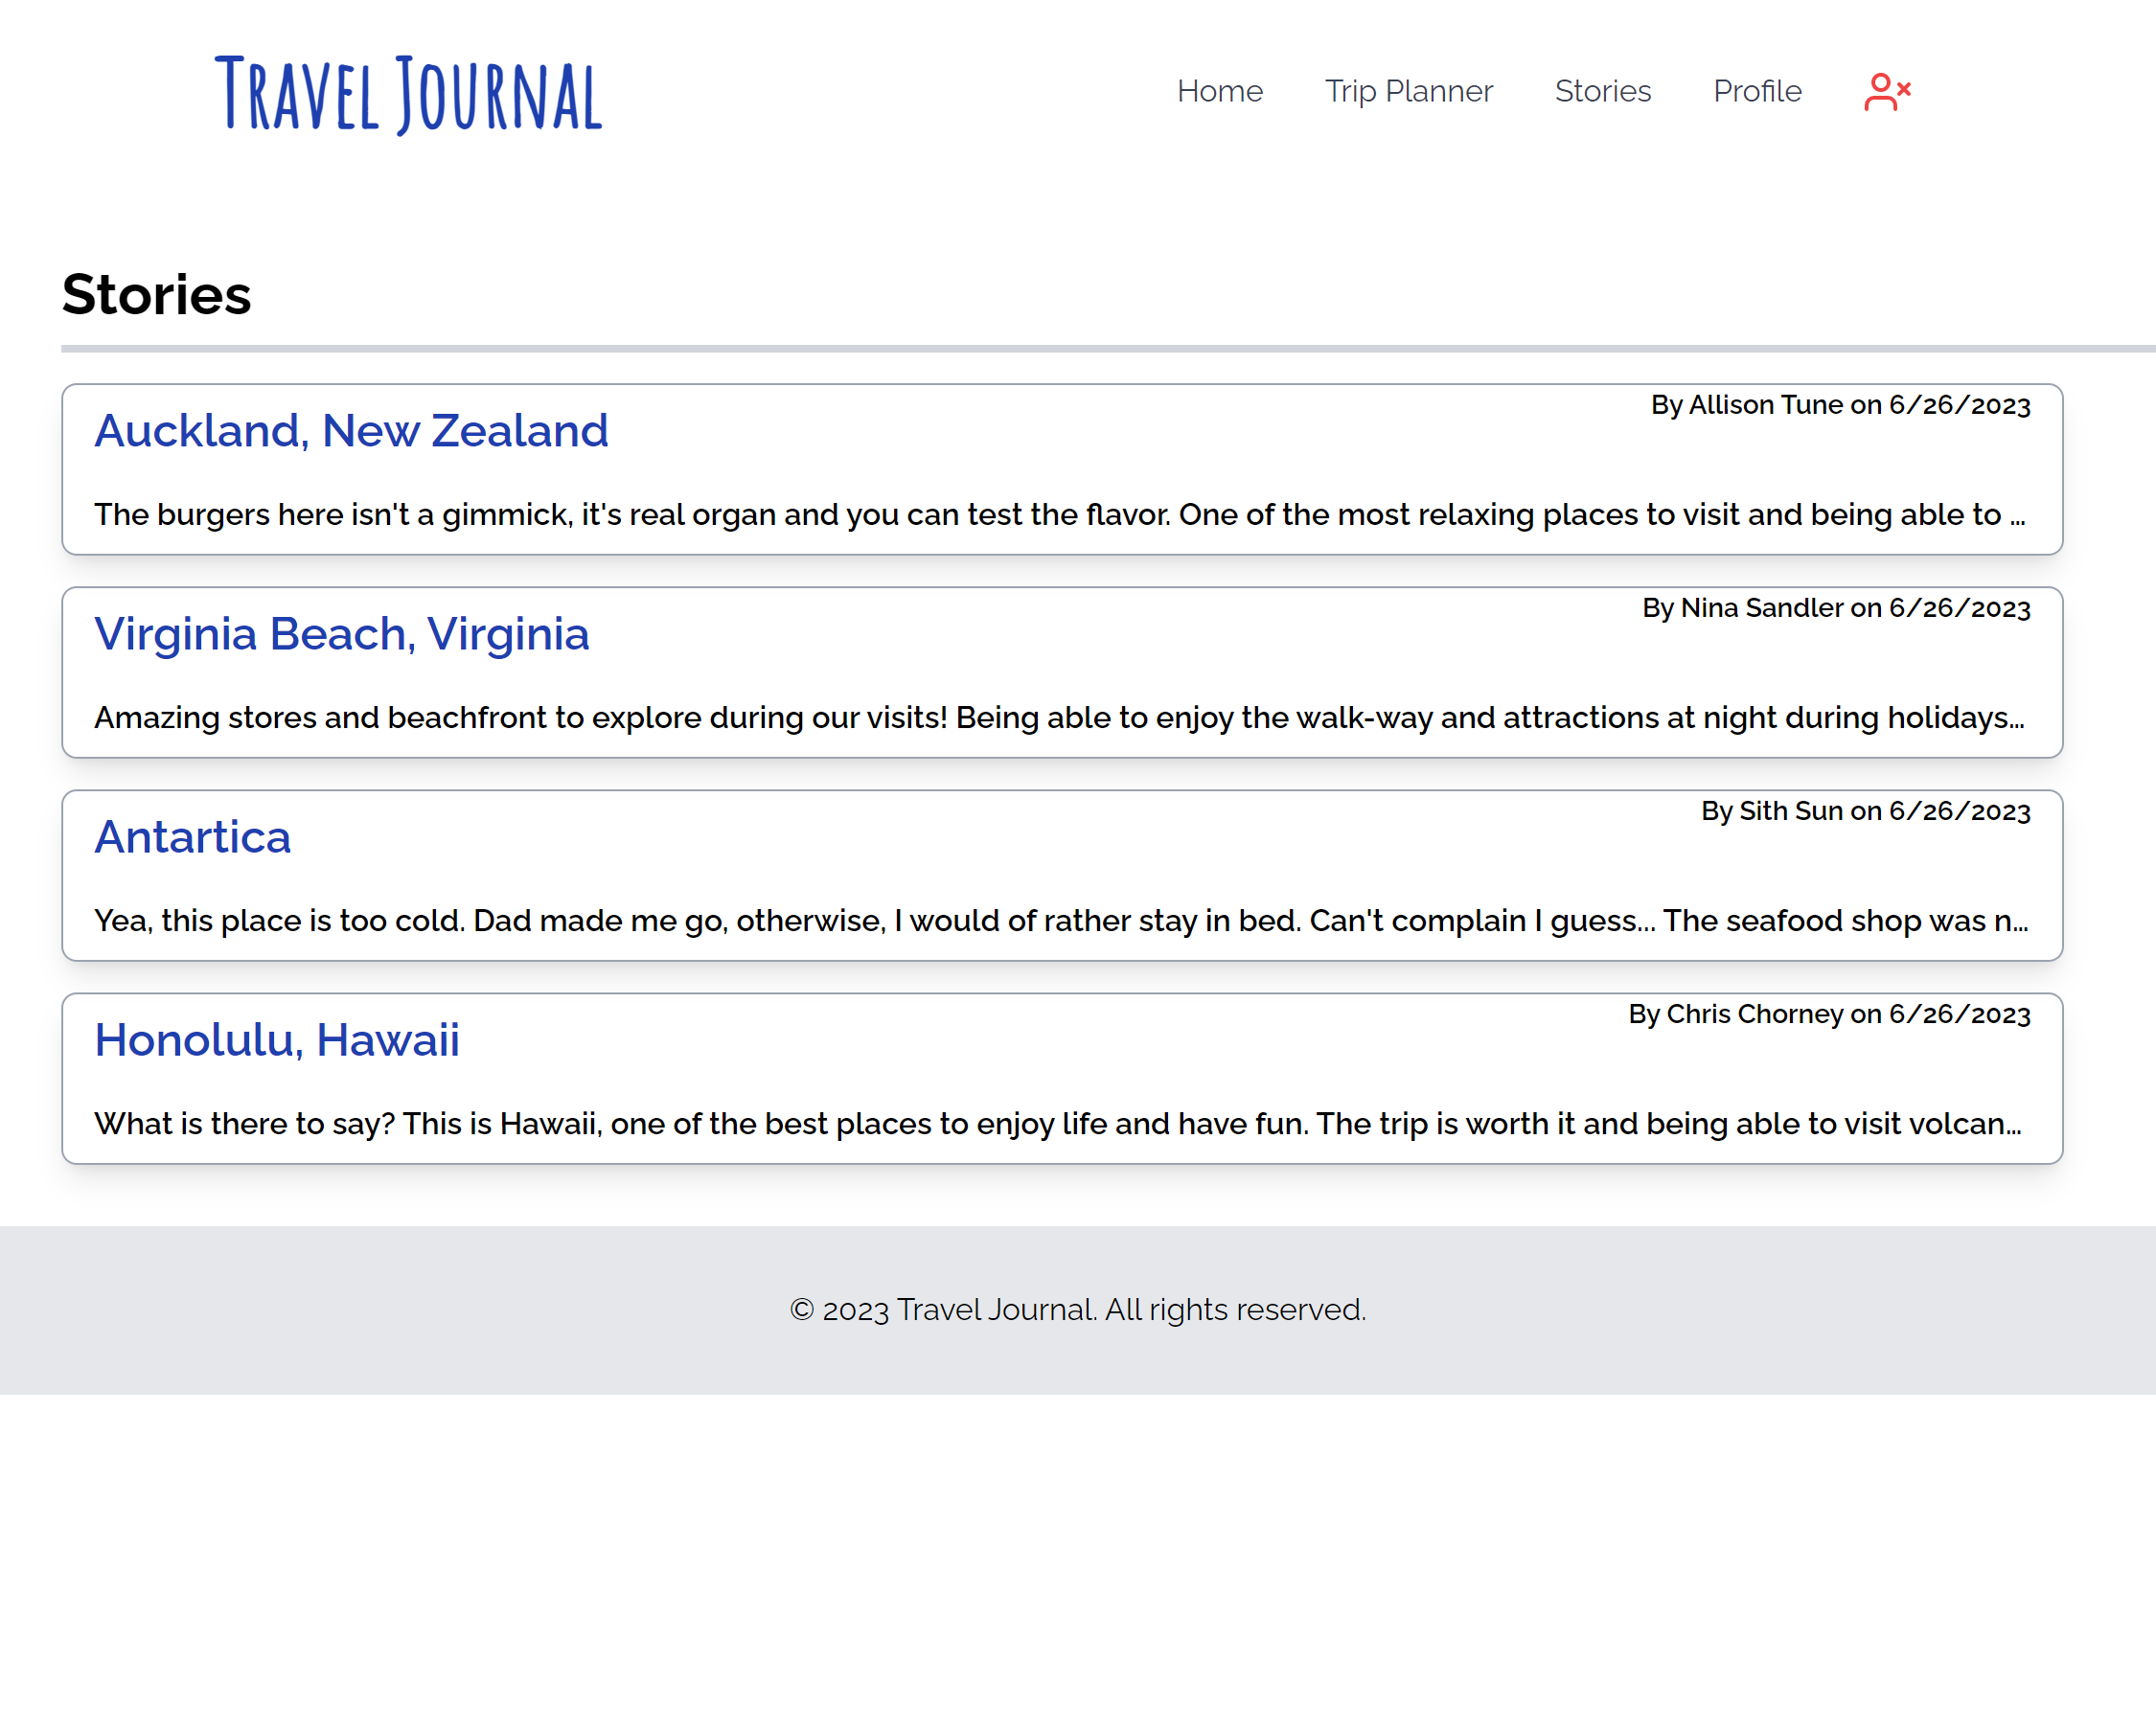 Travel Journal
Home Trip Planner Stories Profile
Stories
Auckland, New Zealand
By Allison Tune on 6/26/2023
The burgers here isn't a gimmick, it's real organ and you can test the flavor. One of the most relaxing places to visit and being able to ...
Virginia Beach, Virginia
By Nina Sandler on 6/26/2023
Amazing stores and beachfront to explore during our visits! Being able to enjoy the walk-way and attractions at night during holidays...
Antartica
By Sith Sun on 6/26/2023
Yea, this place is too cold. Dad made me go, otherwise, I would of rather stay in bed. Can't complain I guess... The seafood shop was n...
Honolulu, Hawaii
By Chris Chorney on 6/26/2023
What is there to say? This is Hawaii, one of the best places to enjoy life and have fun. The trip is worth it and being able to visit volcan...
© 2023 Travel Journal. All rights reserved.